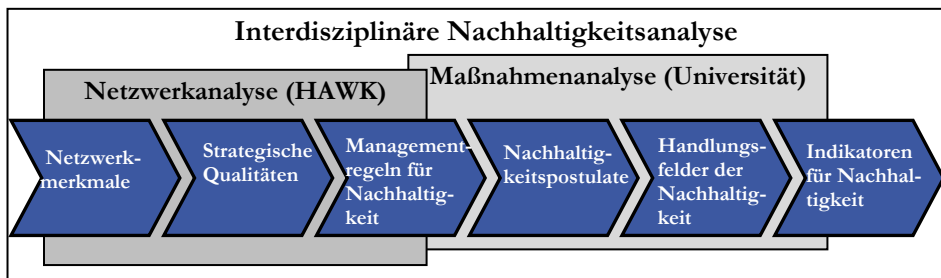 Interdisziplinäre Nachhaltigkeitsanalyse
Netzwerkanalyse (HAWK)
Maßnahmenanalyse (Universität)
Netzwerk-
merkmale
Strategische
Qualitäten
Management-
regeln für
Nachhaltig-
keit
Nachhaltig-
keitspostulate
Handlungs-
felder der
Nachhaltig-
keit
Indikatoren
für Nachhal-
tigkeit